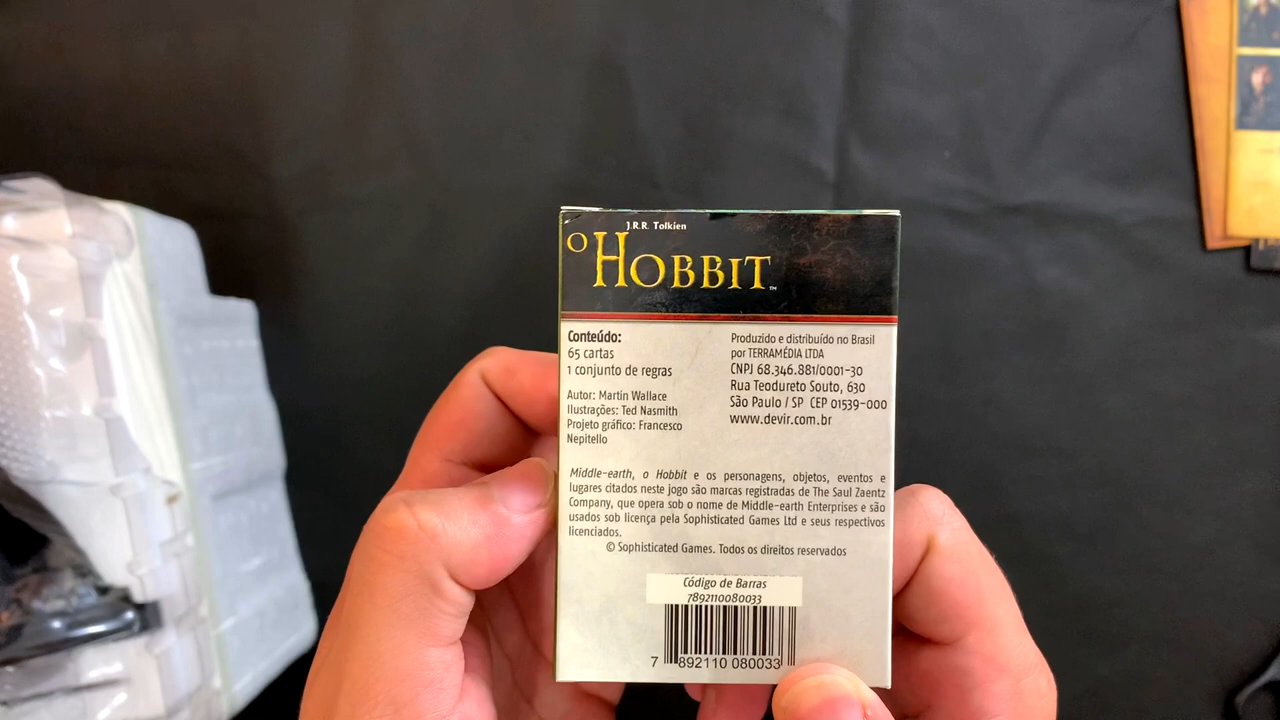 J.R.R. Tolkien
O HOBBIT™
Conteúdo:
65 cartas
1 conjunto de regras
Autor: Martin Wallace
Ilustrações: Ted Nasmith
Projeto gráfico: Francesco
Nepitello
Produzido e distribuído no Brasil
por TERRAMÉDIA LTDA
CNPJ 68.346.881/0001-30
Rua Teodureto Souto, 630
São Paulo / SP CEP 01539-000
www.devir.com.br
Middle-earth, o Hobbit e os personagens, objetos, eventos e
lugares citados neste jogo são marcas registradas de The Saul Zaentz
Company, que opera sob o nome de Middle-earth Enterprises e são
usados sob licença pela Sophisticated Games Ltd e seus respectivos
licenciados.
© Sophisticated Games. Todos os direitos reservados
Código de Barras
7892110080033
7 892110 080033